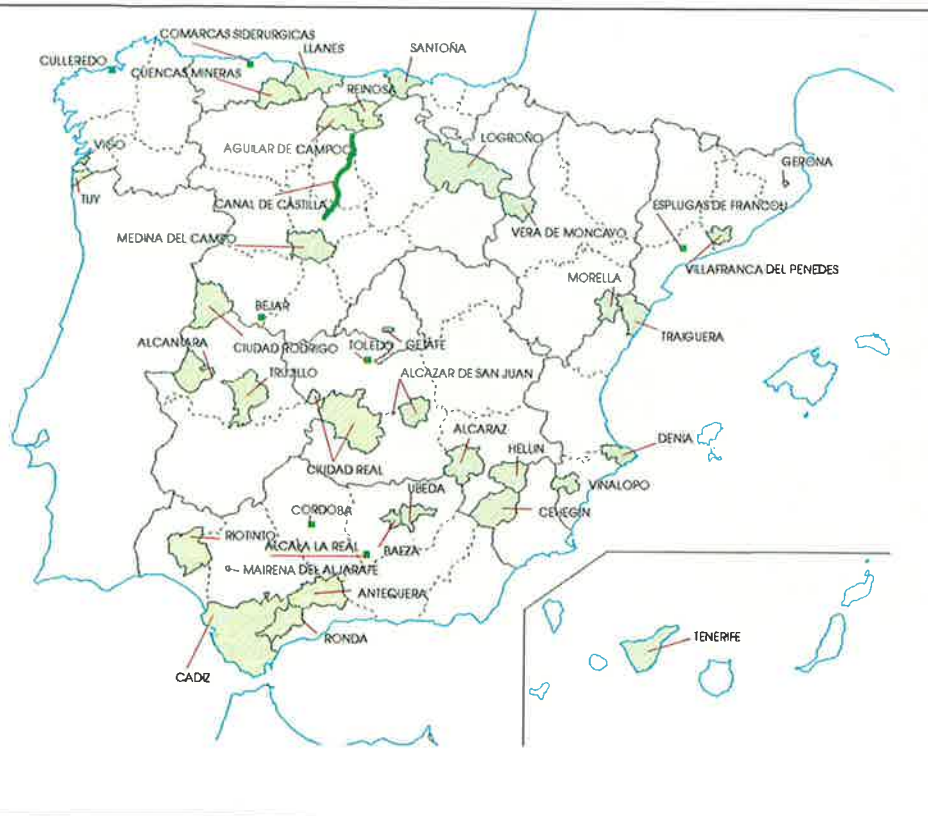 COMARCAS SIDERURGICAS
LLANES
SANTOÑA
CULLEREDO
CUENCAS MINERAS
REINOSA
LOGROÑO
VIGO
AGUILAR DE CAMPOO
GERONA
TUY
CANAL DE CASTILLA
ESPLUGAS DE FRANCOLI
MEDINA DEL CAMPO
VERA DE MONCAYO
VILLAFRANCA DEL PENEDES
MORELLA
BEJAR
TRAIGUERA
ALCANTARA
CIUDAD RODRIGO
TOLEDO
GETAFE
TRUJILLO
ALCAZAR DE SAN JUAN
ALCARAZ
DENIA
HELLIN
CIUDAD REAL
VINALOPO
UBEDA
CORDOBA
CEHEGIN
RIOTINTO
ALCALA LA REAL
BAEZA
MAIRENA DEL ALJARAFE
ANTEQUERA
RONDA
TENERIFE
CADIZ